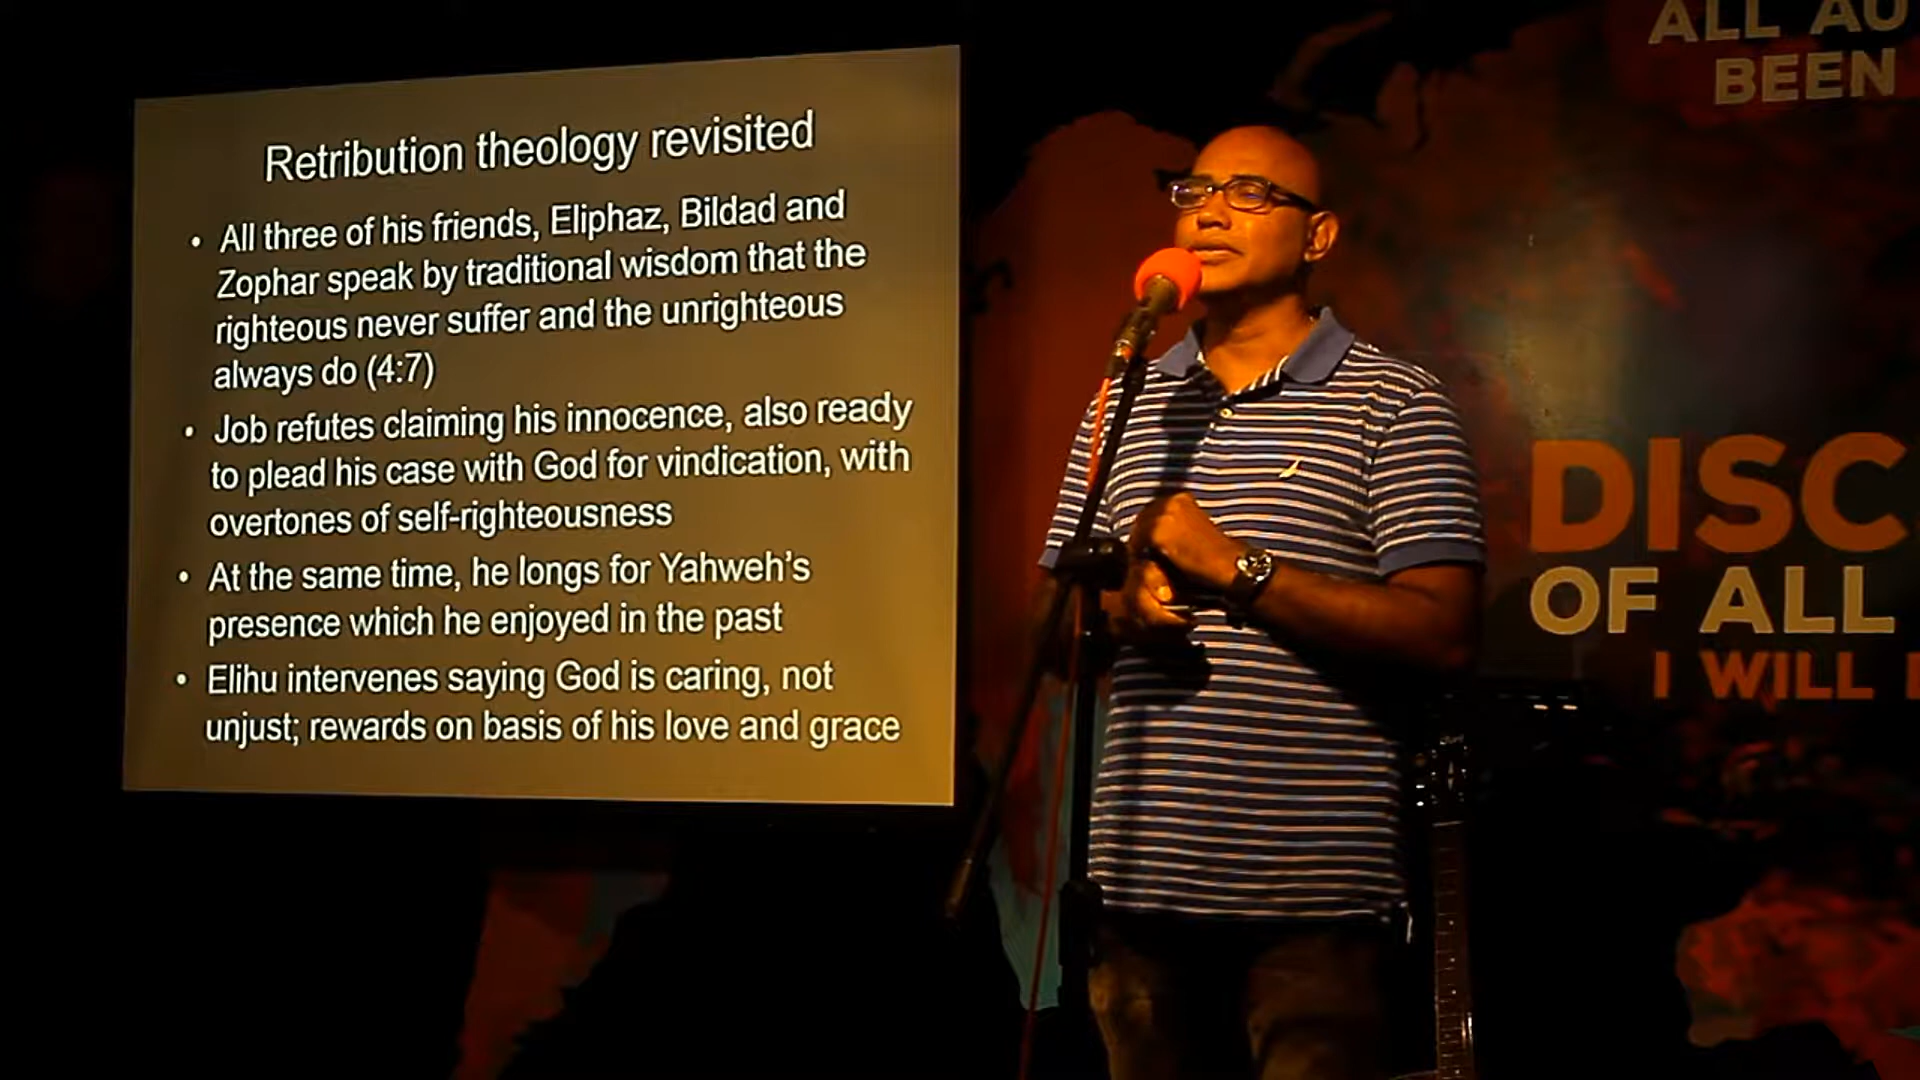 Retribution theology revisited
• All three of his friends, Eliphaz, Bildad and
Zophar speak by traditional wisdom that the
righteous never suffer and the unrighteous
always do (4:7)
• Job refutes claiming his innocence, also ready
to plead his case with God for vindication, with
overtones of self-righteousness
• At the same time, he longs for Yahweh’s
presence which he enjoyed in the past
• Elihu intervenes saying God is caring, not
unjust; rewards on basis of his love and grace
ALL AU
BEEN
DISC
OF ALL
I WILL